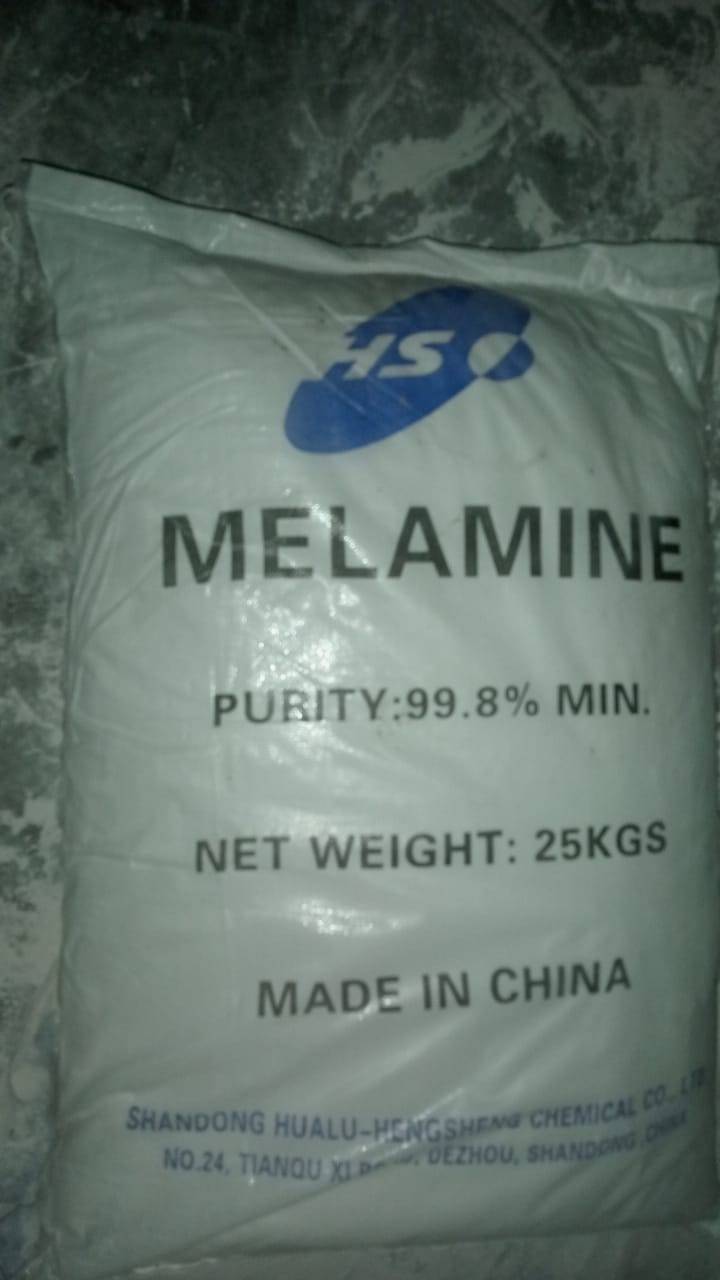 HS
MELAMINE
PURITY:99.8% MIN.
NET WEIGHT: 25KGS
MADE IN CHINA
SHANDONG HUALU-HENGSHENG CHEMICAL CO., LTD
NO.24, TIANQU XI DEZHOU, SHANDONG CHINA